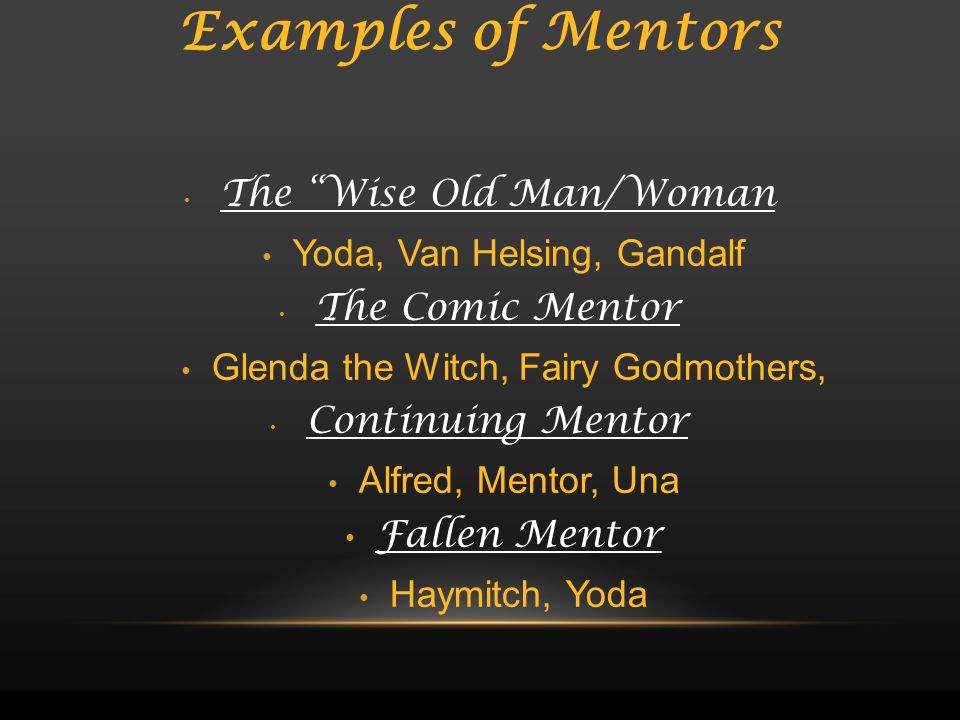 Examples of Mentors
• The “Wise Old Man/Woman
• Yoda, Van Helsing, Gandalf
• The Comic Mentor
• Glenda the Witch, Fairy Godmothers,
• Continuing Mentor
• Alfred, Mentor, Una
• Fallen Mentor
• Haymitch, Yoda